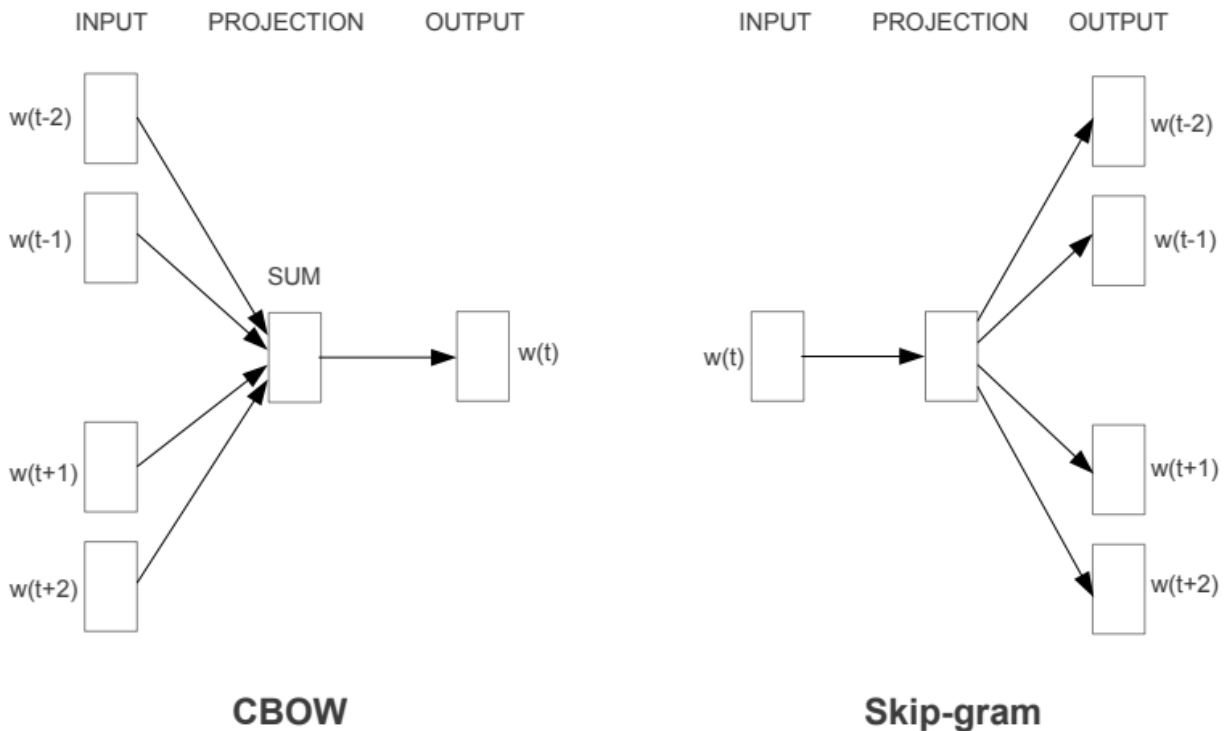 INPUT PROJECTION OUTPUT
w(t-2)
w(t-1)
SUM
w(t)
w(t+1)
w(t+2)
CBOW
INPUT PROJECTION OUTPUT
w(t-2)
w(t-1)
w(t)
w(t+1)
w(t+2)
Skip-gram